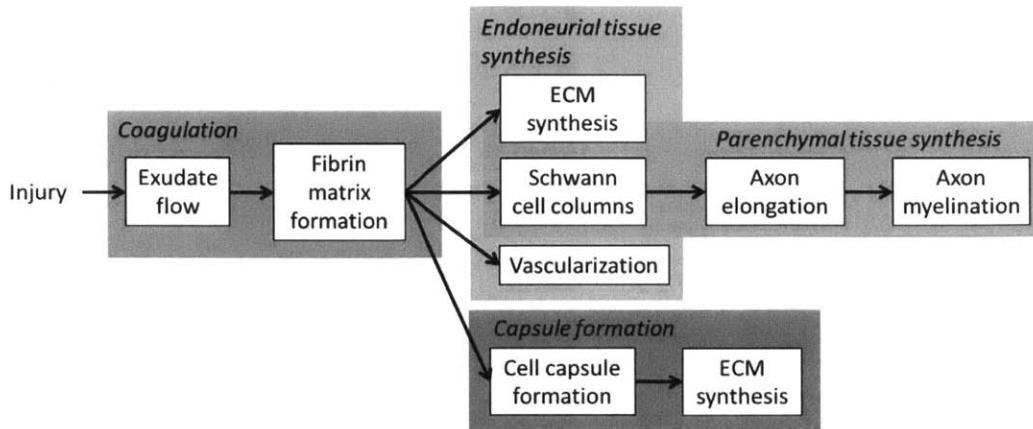 Endoneurial tissue
synthesis
ECM
synthesis
Coagulation
Parenchymal tissue synthesis
Injury
Exudate
flow
Fibrin
matrix
formation
Schwann
cell columns
Axon
elongation
Axon
myelination
Vascularization
Capsule formation
Cell capsule
formation
ECM
synthesis